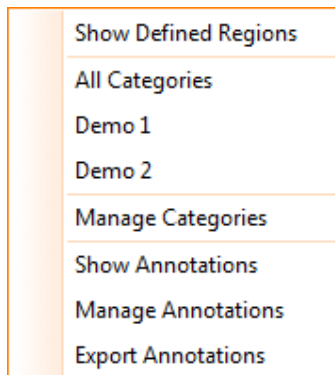 Show Defined Regions
All Categories
Demo 1
Demo 2
Manage Categories
Show Annotations
Manage Annotations
Export Annotations